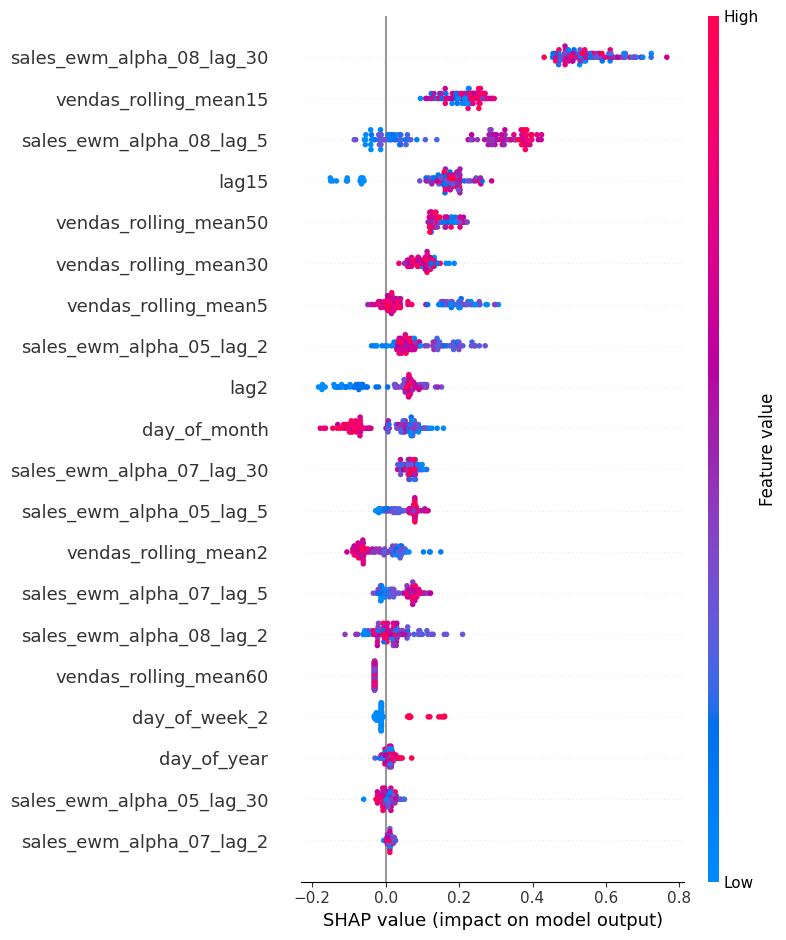 High
sales_ewm_alpha_08_lag_30
vendas_rolling_mean15
sales_ewm_alpha_08_lag_5
lag15
vendas_rolling_mean50
vendas_rolling_mean30
vendas_rolling_mean5
sales_ewm_alpha_05_lag_2
lag2
day_of_month
sales_ewm_alpha_07_lag_30
sales_ewm_alpha_05_lag_5
vendas_rolling_mean2
sales_ewm_alpha_07_lag_5
sales_ewm_alpha_08_lag_2
vendas_rolling_mean60
day_of_week_2
day_of_year
sales_ewm_alpha_05_lag_30
sales_ewm_alpha_07_lag_2
Feature value
Low
−0.2 0.0 0.2 0.4 0.6 0.8
SHAP value (impact on model output)